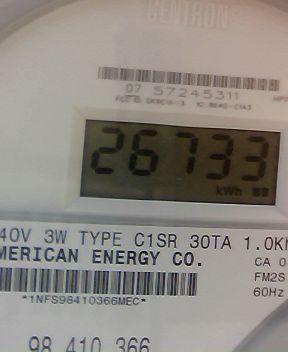 CENTRON
07 57245311
26733
kWh
40V 3W TYPE C1SR 30TA 1.0Kh
MERICAN ENERGY CO.
CA 0
FM2S
60Hz
*1NFS98410366MEC*
98 410 366